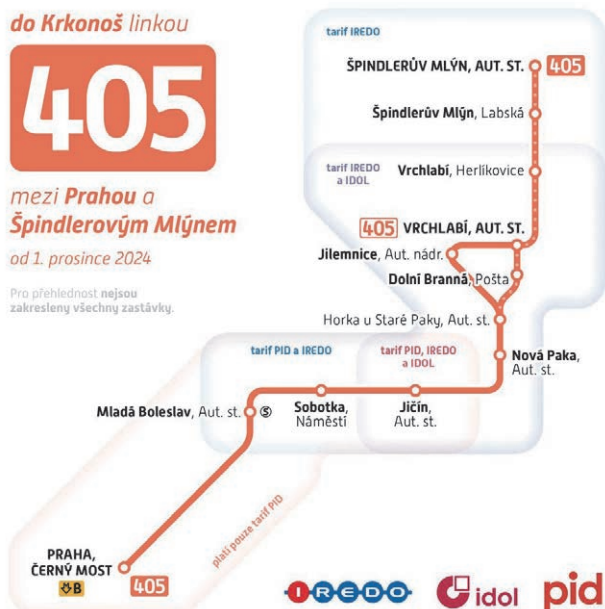 do Krkonoš linkou
405
mezi Prahou a
Špindlerovým Mlýnem
od 1. prosince 2024
Pro přehlednost nejsou
zakresleny všechny zastávky.
tarif IREDO
ŠPINDLERŮV MLÝN, AUT. ST. 405
Špindlerův Mlýn, Labská
tarif IREDO
a IDOL
Vrchlabí, Herlíkovice
405 VRCHLABÍ, AUT. ST.
Jilemnice, Aut. nádr.
Dolní Branná, Pošta
Horka u Staré Paky, Aut. st.
tarif PID a IREDO
tarif PID, IREDO
a IDOL
Nová Paka,
Aut. st.
Mladá Boleslav, Aut. st. S
Sobotka,
Náměstí
Jičín,
Aut. st.
platí pouze tarif PID
PRAHA,
ČERNÝ MOST
B
405
IREDO
idol
pid